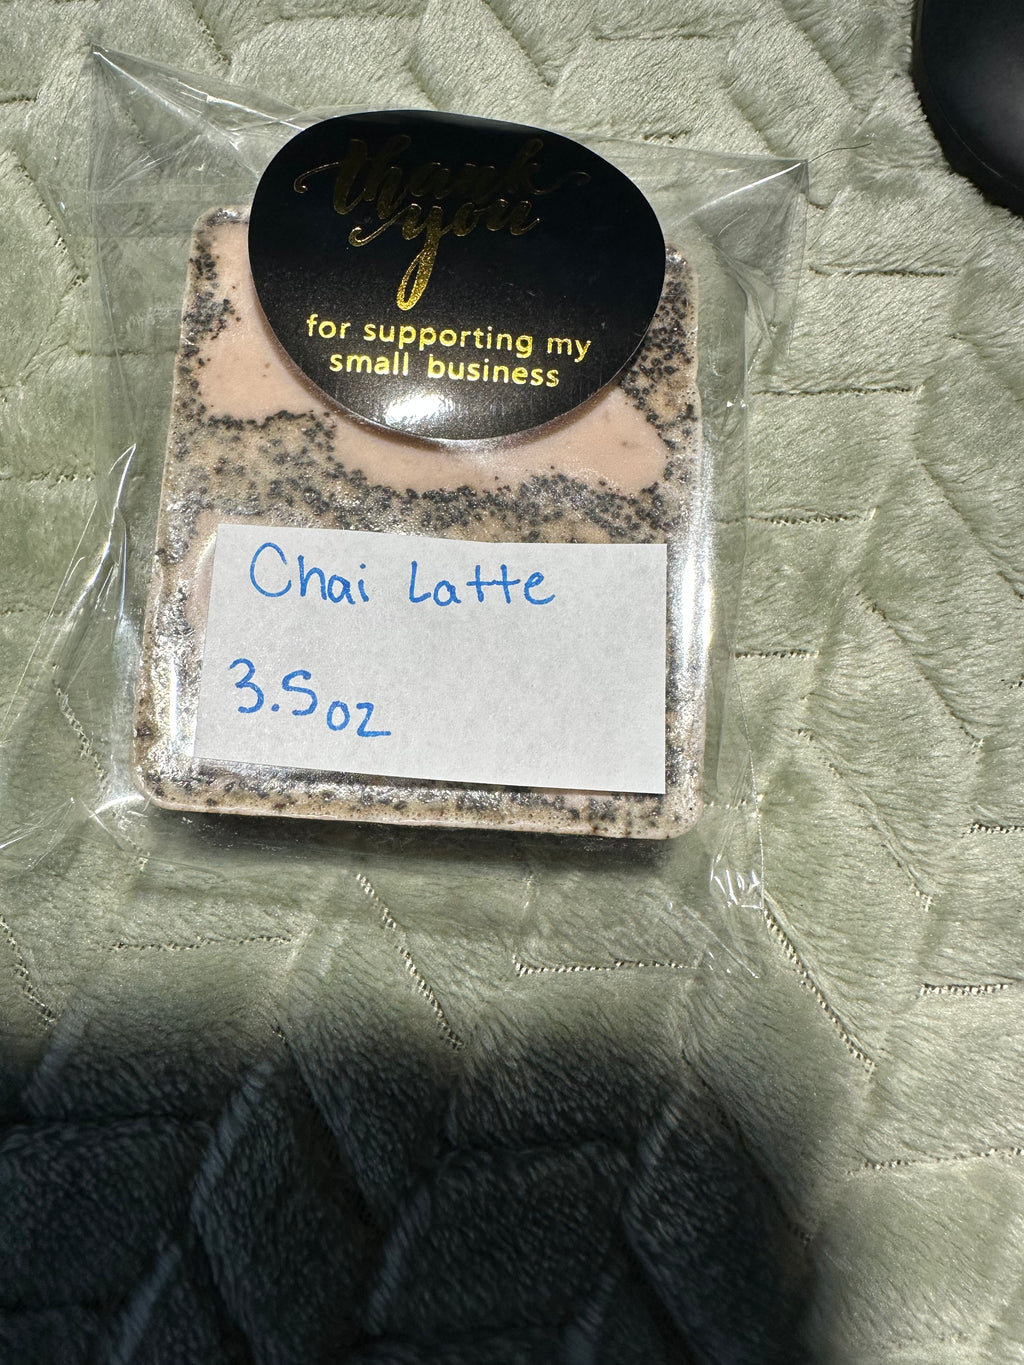 thank
you
for supporting my
small business
Chai Latte
3.5oz